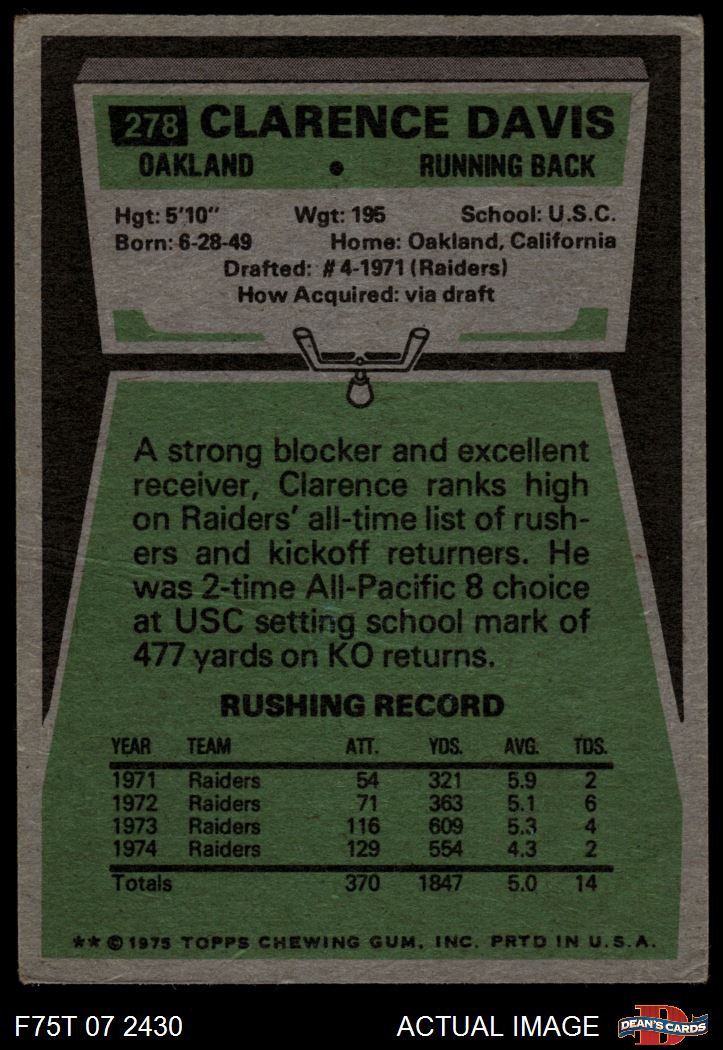 278 CLARENCE DAVIS
OAKLAND • RUNNING BACK
Hgt: 5'10" Wgt: 195 School: U.S.C.
Born: 6-28-49 Home: Oakland, California
Drafted: #4-1971 (Raiders)
How Acquired: via draft
A strong blocker and excellent
receiver, Clarence ranks high
on Raiders' all-time list of rush-
ers and kickoff returners. He
was 2-time All-Pacific 8 choice
at USC setting school mark of
477 yards on KO returns.
RUSHING RECORD
YEAR TEAM ATT. YDS. AVG. TDS.
1971 Raiders 54 321 5.9 2
1972 Raiders 71 363 5.1 6
1973 Raiders 116 609 5.3 4
1974 Raiders 129 554 4.3 2
Totals 370 1847 5.0 14
**©1975 TOPPS CHEWING GUM, INC. PRTD IN U.S.A.
F75T 07 2430 ACTUAL IMAGE D DEAN'S CARDS